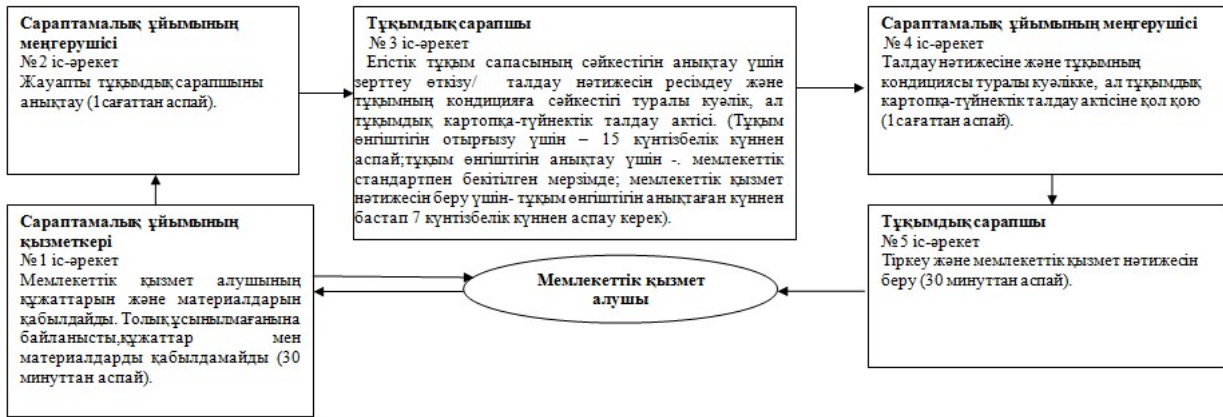 Сараптамалық ұйымының
меңгерушісі
№2 іс-әрекет
Жауапты тұқымдық сарапшыны
анықтау (1сағаттан аспай).
Тұқымдық сарапшы
№ 3 іс-әрекет
Егістік тұқым сапасының сәйкестігін анықтау үшін
зерттеу өткізу/ талдау нәтижесін ресімдеу және
тұқымның кондицияға сәйкестігі туралы куәлік, ал
тұқымдық картопқа-түйнектік талдау актісі. (Тұқым
өнгіштігін отырғызу үшін – 15 күнтізбелік күннен
аспай;тұқым өнгіштігін анықтау үшін -. мемлекеттік
стандартпен бекітілген мерзімде; мемлекеттік қызмет
нәтижесін беру үшін- тұқым өнгіштігін анықтаған күннен
бастап 7 күнтізбелік күннен аспау керек).
Сараптамалық ұйымының меңгерушісі
№ 4 іс-әрекет
Талдау нәтижесіне және тұқымның
кондициясы туралы куәлікке, ал тұқымдық
картопқа-түйнектік талдау актісіне қол қою
(1сағаттан аспай).
Сараптамалық ұйымының
қызметкері
№1 іс-әрекет
Мемлекеттік қызмет алушының
құжаттарын және материалдарын
қабылдайды. Толық ұсынылмағанына
байланысты,құжаттар мен
материалдарды қабылдамайды (30
минуттан аспай).
Мемлекеттік қызмет
алушы
Тұқымдық сарапшы
№5 іс-әрекет
Тіркеу және мемлекеттік қызмет нәтижесін
беру (30 минуттан аспай).